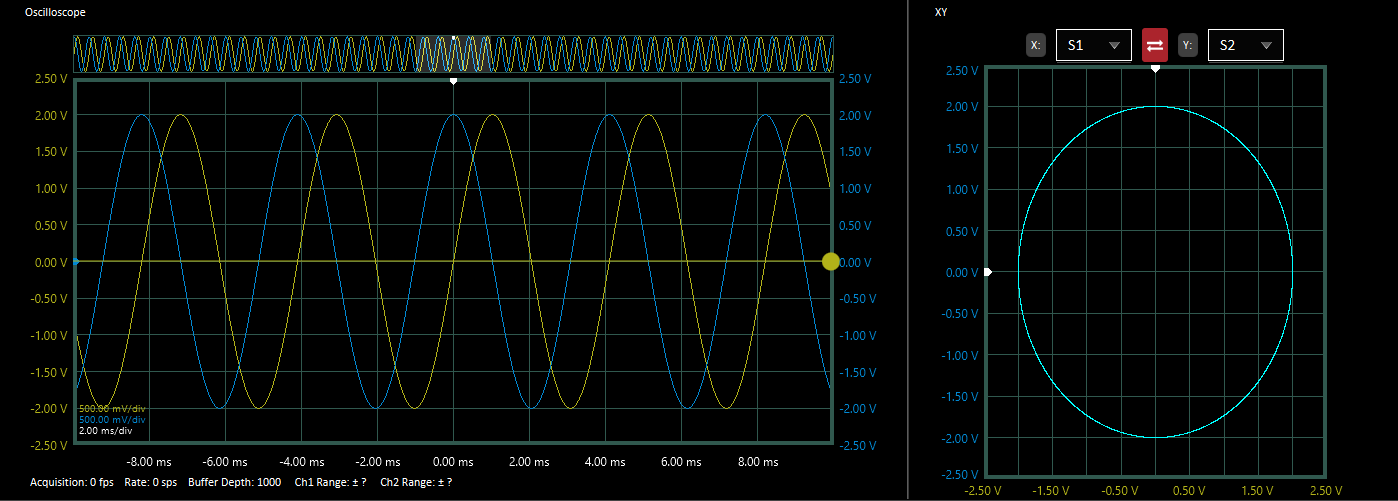 Oscilloscope
2.50 V
2.00 V
1.50 V
1.00 V
0.50 V
0.00 V
-0.50 V
-1.00 V
-1.50 V
-2.00 V
-2.50 V
500.00 mV/div
500.00 mV/div
2.00 ms/div
2.50 V
2.00 V
1.50 V
1.00 V
0.50 V
0.00 V
-0.50 V
-1.00 V
-1.50 V
-2.00 V
-2.50 V
-8.00 ms -6.00 ms -4.00 ms -2.00 ms 0.00 ms 2.00 ms 4.00 ms 6.00 ms 8.00 ms
Acquisition: 0 fps Rate: 0 sps Buffer Depth: 1000 Ch1 Range: ± ? Ch2 Range: ± ?
XY
X: S1 Y: S2
2.50 V
2.00 V
1.50 V
1.00 V
0.50 V
0.00 V
-0.50 V
-1.00 V
-1.50 V
-2.00 V
-2.50 V
-2.50 V -1.50 V -0.50 V 0.50 V 1.50 V 2.50 V